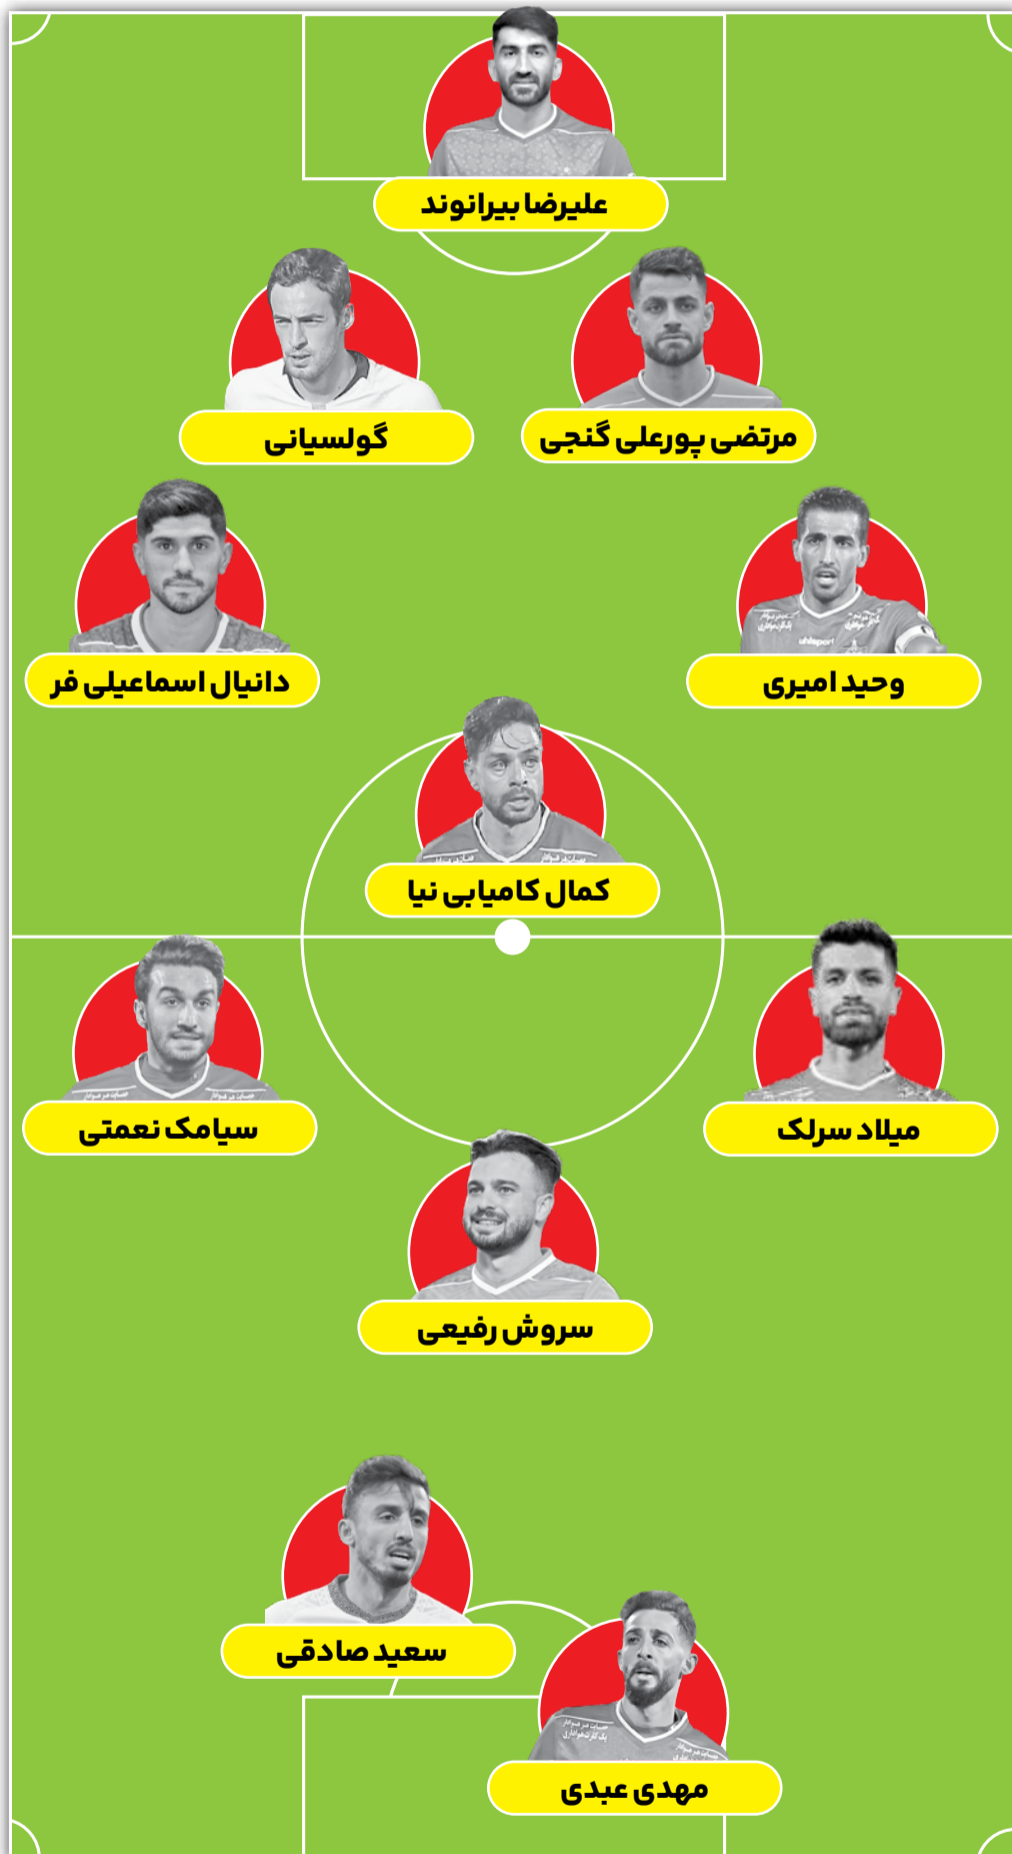 علیرضا بیرانوند
مرتضی پورعلی گنجی
گولسیانی
وحید امیری
دانیال اسماعیلی فر
uhlsport
کمال کامیابی نیا
میلاد سرلک
سیامک نعمتی
سروش رفیعی
سعید صادقی
مهدی عبدی